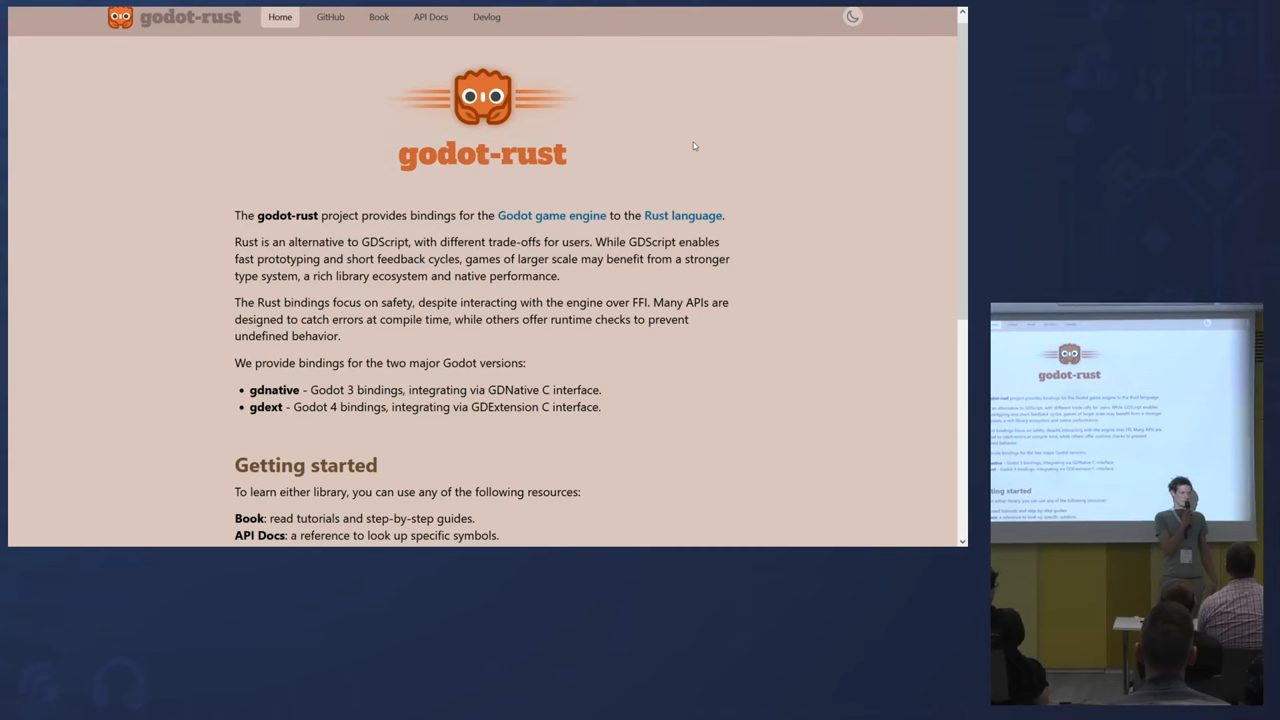 godot-rust
Home
GitHub
Book
API Docs
Devlog
godot-rust
The godot-rust project provides bindings for the Godot game engine to the Rust language.
Rust is an alternative to GDScript, with different trade-offs for users. While GDScript enables
fast prototyping and short feedback cycles, games of larger scale may benefit from a stronger
type system, a rich library ecosystem and native performance.
The Rust bindings focus on safety, despite interacting with the engine over FFI. Many APIs are
designed to catch errors at compile time, while others offer runtime checks to prevent
undefined behavior.
We provide bindings for the two major Godot versions:
• gdnative - Godot 3 bindings, integrating via GDNative C interface.
• gdext - Godot 4 bindings, integrating via GDExtension C interface.
Getting started
To learn either library, you can use any of the following resources:
Book: read tutorials and step-by-step guides.
API Docs: a reference to look up specific symbols.
godot-rust